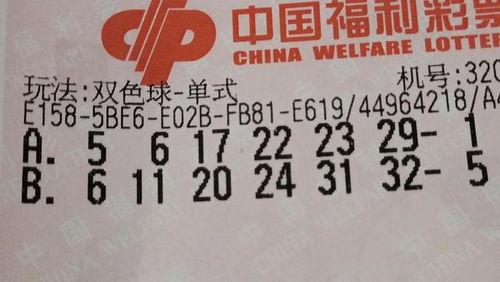 中国福利彩票
CHINA WELFARE LOTTE
玩法:双色球-单式 机号:320
E158-5BE6-E02B-FB81-E619/44964218/A4
A. 5 6 17 22 23 29- 1
B. 6 11 20 24 31 32- 5